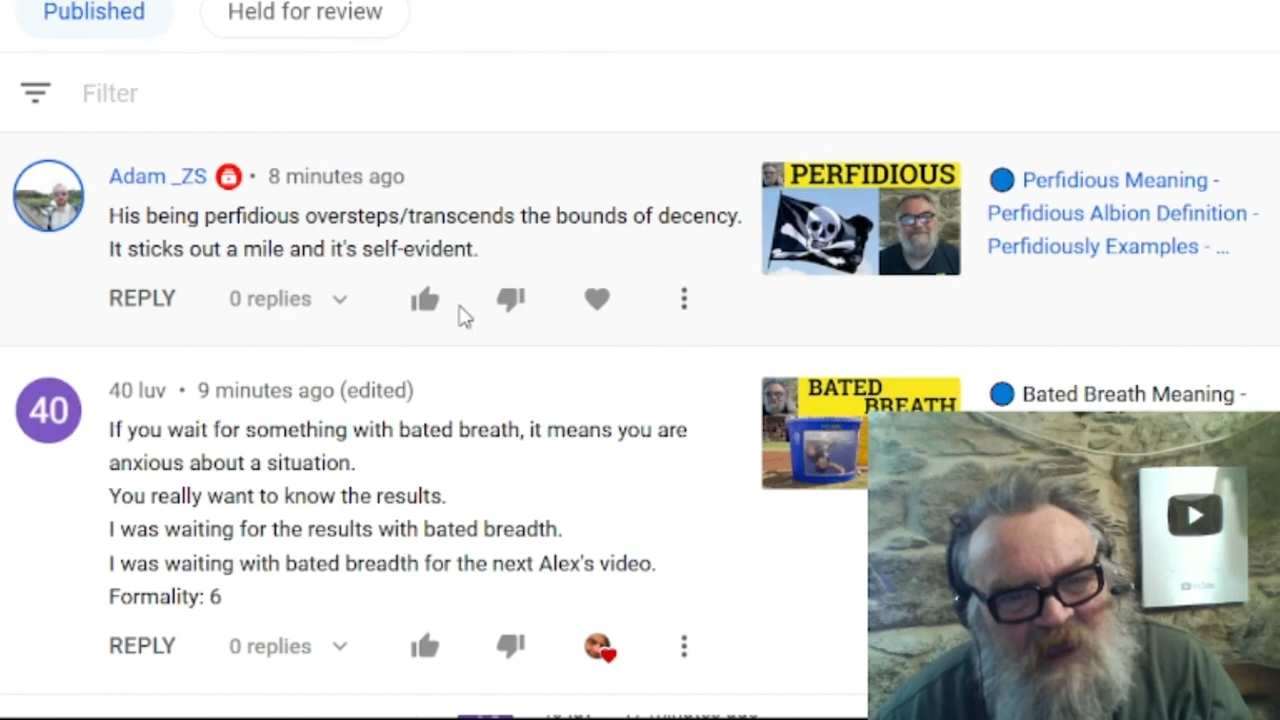 Published
Held for review
Filter
Adam _ZS • 8 minutes ago
His being perfidious oversteps/transcends the bounds of decency.
It sticks out a mile and it's self-evident.
REPLY 0 replies
PERFIDIOUS
Perfidious Meaning -
Perfidious Albion Definition -
Perfidiously Examples - ...
40
40 luv • 9 minutes ago (edited)
If you wait for something with bated breath, it means you are
anxious about a situation.
You really want to know the results.
I was waiting for the results with bated breadth.
I was waiting with bated breadth for the next Alex's video.
Formality: 6
REPLY 0 replies
BATED
BREATH
Bated Breath Meaning -